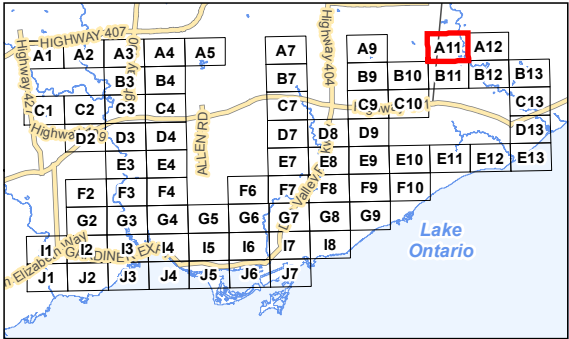 HIGHWAY 407
Highway 404
A1 A2 A3 A4 A5 A7 A9 A11 A12
B3 B4 B7 B9 B10 B11 B12 B13
C1 C2 C3 C4 C7 C9 C10 C13
ALLEN RD
D2 D3 D4 D7 D8 D9 D13
E3 E4 E7 E8 E9 E10 E11 E12 E13
F2 F3 F4 F6 F7 F8 F9 F10
G2 G3 G4 G5 G6 G7 G8 G9
Lake
Ontario
I1 I2 I3 I4 I5 I6 I7 I8
GARDINER EXA
n Elizabeth Way
J1 J2 J3 J4 J5 J6 J7